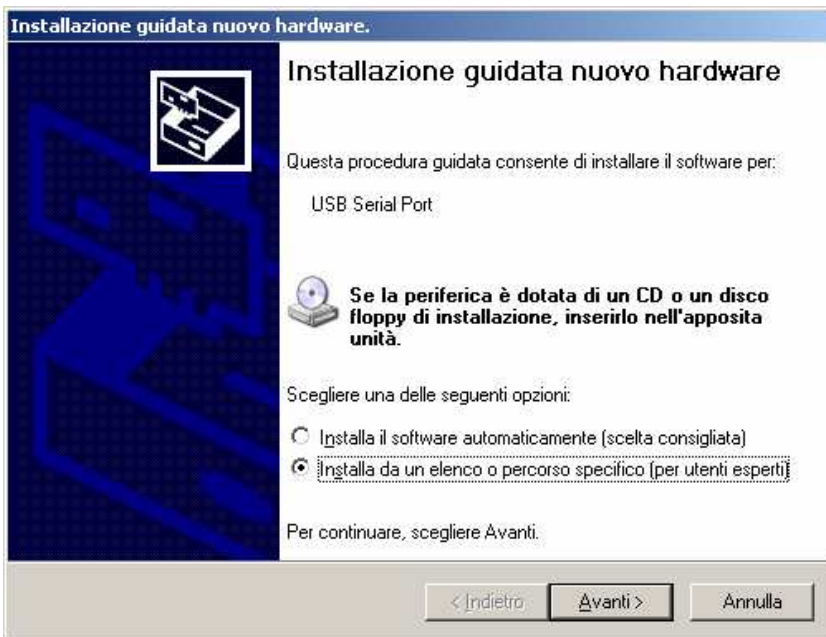 Installazione guidata nuovo hardware.
Installazione guidata nuovo hardware
Questa procedura guidata consente di installare il software per:
USB Serial Port
Se la periferica è dotata di un CD o un disco
floppy di installazione, inserirlo nell'apposita
unità.
Scegliere una delle seguenti opzioni:
Installa il software automaticamente (scelta consigliata)
Installa da un elenco o percorso specifico (per utenti esperti)
Per continuare, scegliere Avanti.
< Indietro Avanti > Annulla